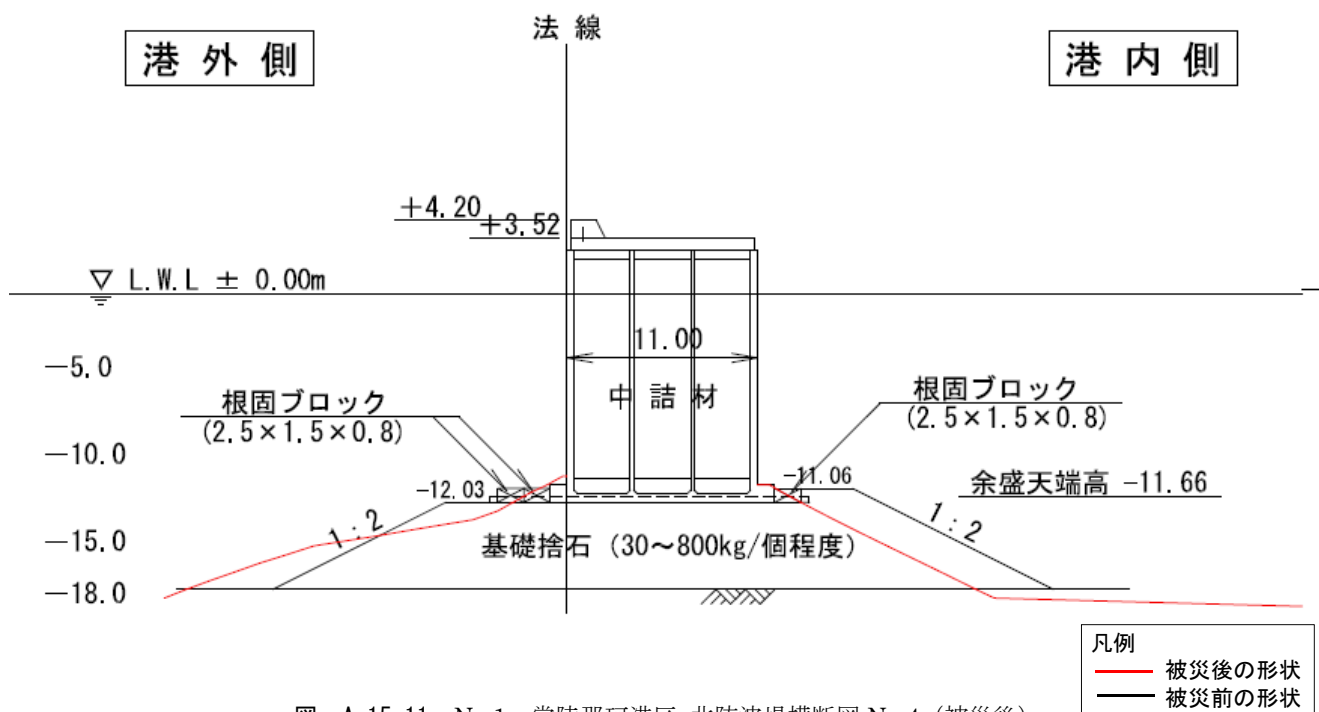 法線
港外側
港内側
+4.20
+3.52
▽ L.W.L ± 0.00m
11.00
-5.0
中詰材
根固ブロック
(2.5×1.5×0.8)
根固ブロック
(2.5×1.5×0.8)
-10.0
-12.03
-11.06
余盛天端高 -11.66
1:2
1:2
-15.0
基礎捨石 (30~800kg/個程度)
-18.0
凡例
被災後の形状
被災前の形状